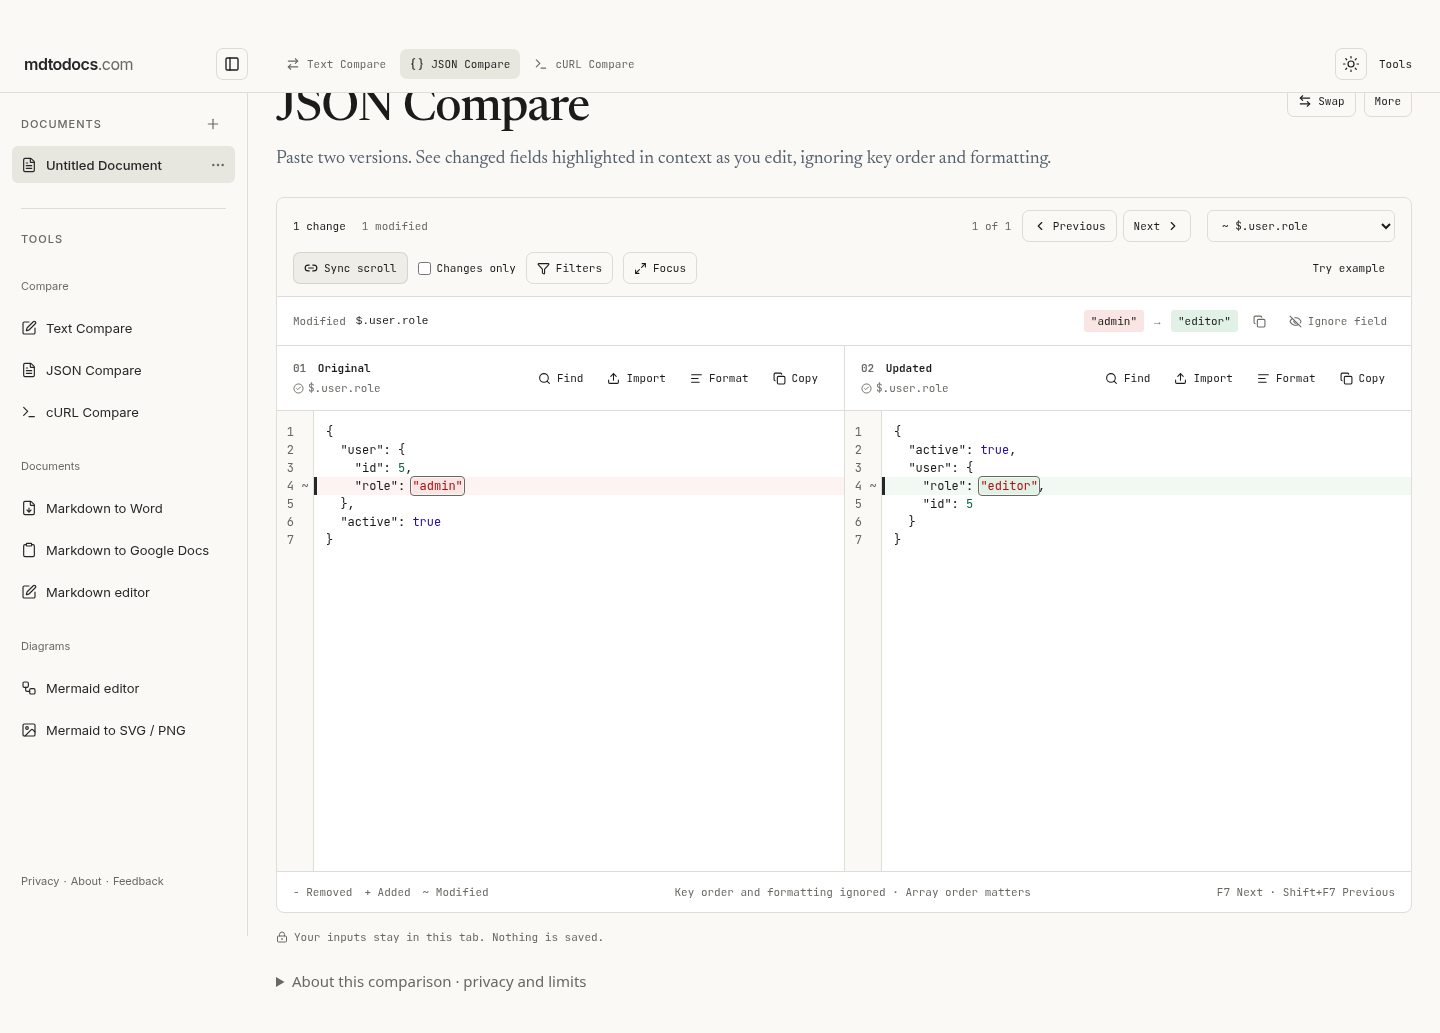 mdtodocs.com
Text Compare
JSON Compare
cURL Compare
Tools
DOCUMENTS
Untitled Document
TOOLS
Compare
Text Compare
JSON Compare
cURL Compare
Documents
Markdown to Word
Markdown to Google Docs
Markdown editor
Diagrams
Mermaid editor
Mermaid to SVG / PNG
Privacy · About · Feedback
JSON Compare
Swap
More
Paste two versions. See changed fields highlighted in context as you edit, ignoring key order and formatting.
1 change 1 modified
1 of 1
Previous
Next
~ $.user.role
Sync scroll
Changes only
Filters
Focus
Try example
Modified $.user.role
"admin" → "editor"
Ignore field
01 Original
$.user.role
Find
Import
Format
Copy
1 {
2 "user": {
3 "id": 5,
4 ~ "role": "admin"
5 },
6 "active": true
7 }
02 Updated
$.user.role
Find
Import
Format
Copy
1 {
2 "active": true,
3 "user": {
4 ~ "role": "editor",
5 "id": 5
6 }
7 }
- Removed + Added ~ Modified
Key order and formatting ignored · Array order matters
F7 Next · Shift+F7 Previous
Your inputs stay in this tab. Nothing is saved.
About this comparison · privacy and limits